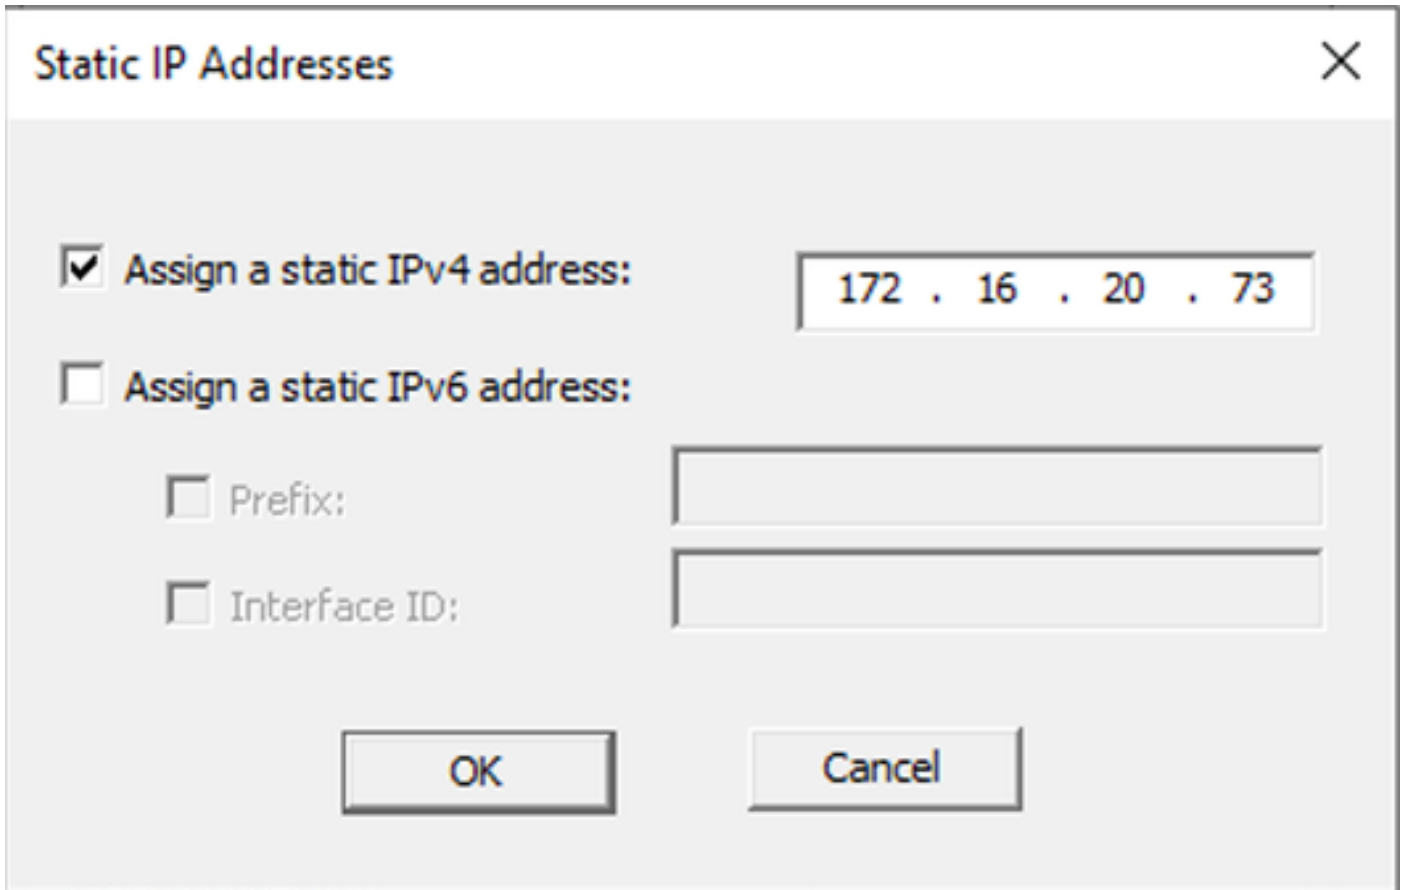 Static IP Addresses
Assign a static IPv4 address: 172 . 16 . 20 . 73
Assign a static IPv6 address:
Prefix:
Interface ID:
OK Cancel